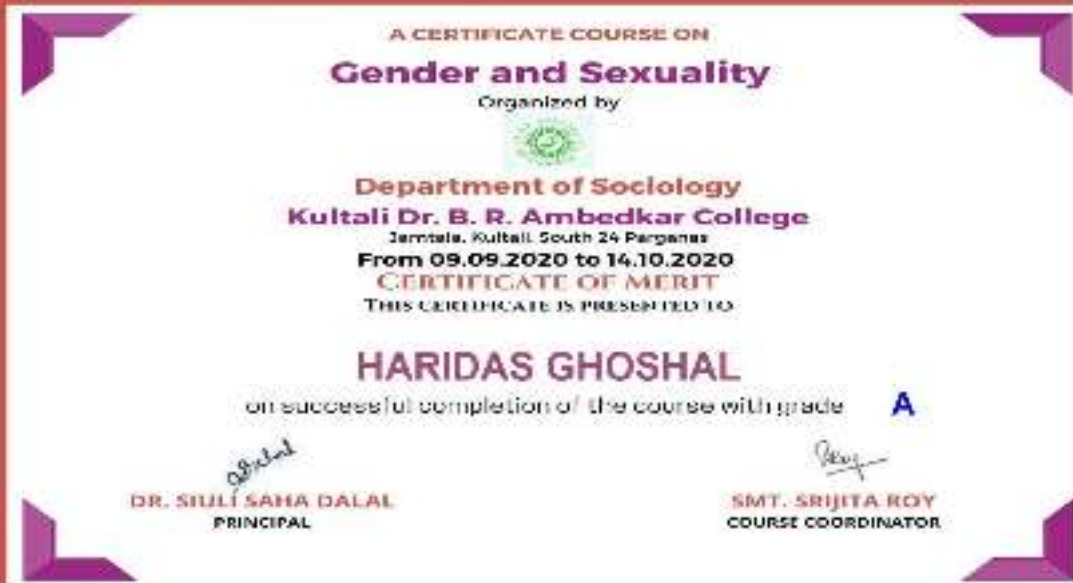 A CERTIFICATE COURSE ON
Gender and Sexuality
Organized by
Department of Sociology
Kultali Dr. B. R. Ambedkar College
Jamtala, Kultali, South 24 Parganas
From 09.09.2020 to 14.10.2020
CERTIFICATE OF MERIT
THIS CERTIFICATE IS PRESENTED TO
HARIDAS GHOSHAL
on successful completion of the course with grade A
DR. SIULI SAHA DALAL
PRINCIPAL
SMT. SRIJITA ROY
COURSE COORDINATOR